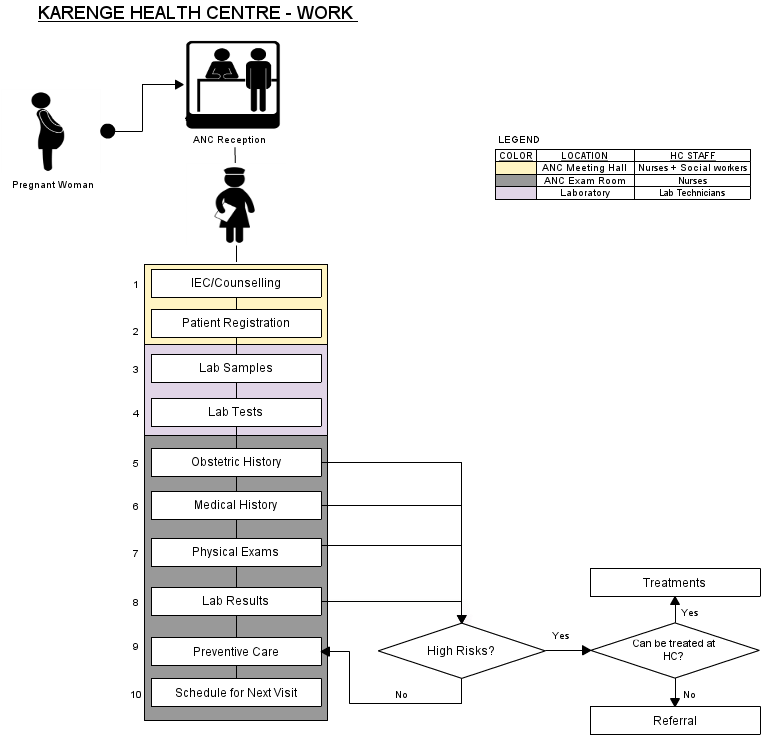 KARENGE HEALTH CENTRE - WORK
ANC Reception
Pregnant Woman
LEGEND
COLOR LOCATION HC STAFF
ANC Meeting Hall Nurses + Social workers
ANC Exam Room Nurses
Laboratory Lab Technicians
1 IEC/Counselling
2 Patient Registration
3 Lab Samples
4 Lab Tests
5 Obstetric History
6 Medical History
7 Physical Exams
8 Lab Results
9 Preventive Care
10 Schedule for Next Visit
High Risks?
Yes
No
Can be treated at
HC?
Yes
Treatments
No
Referral